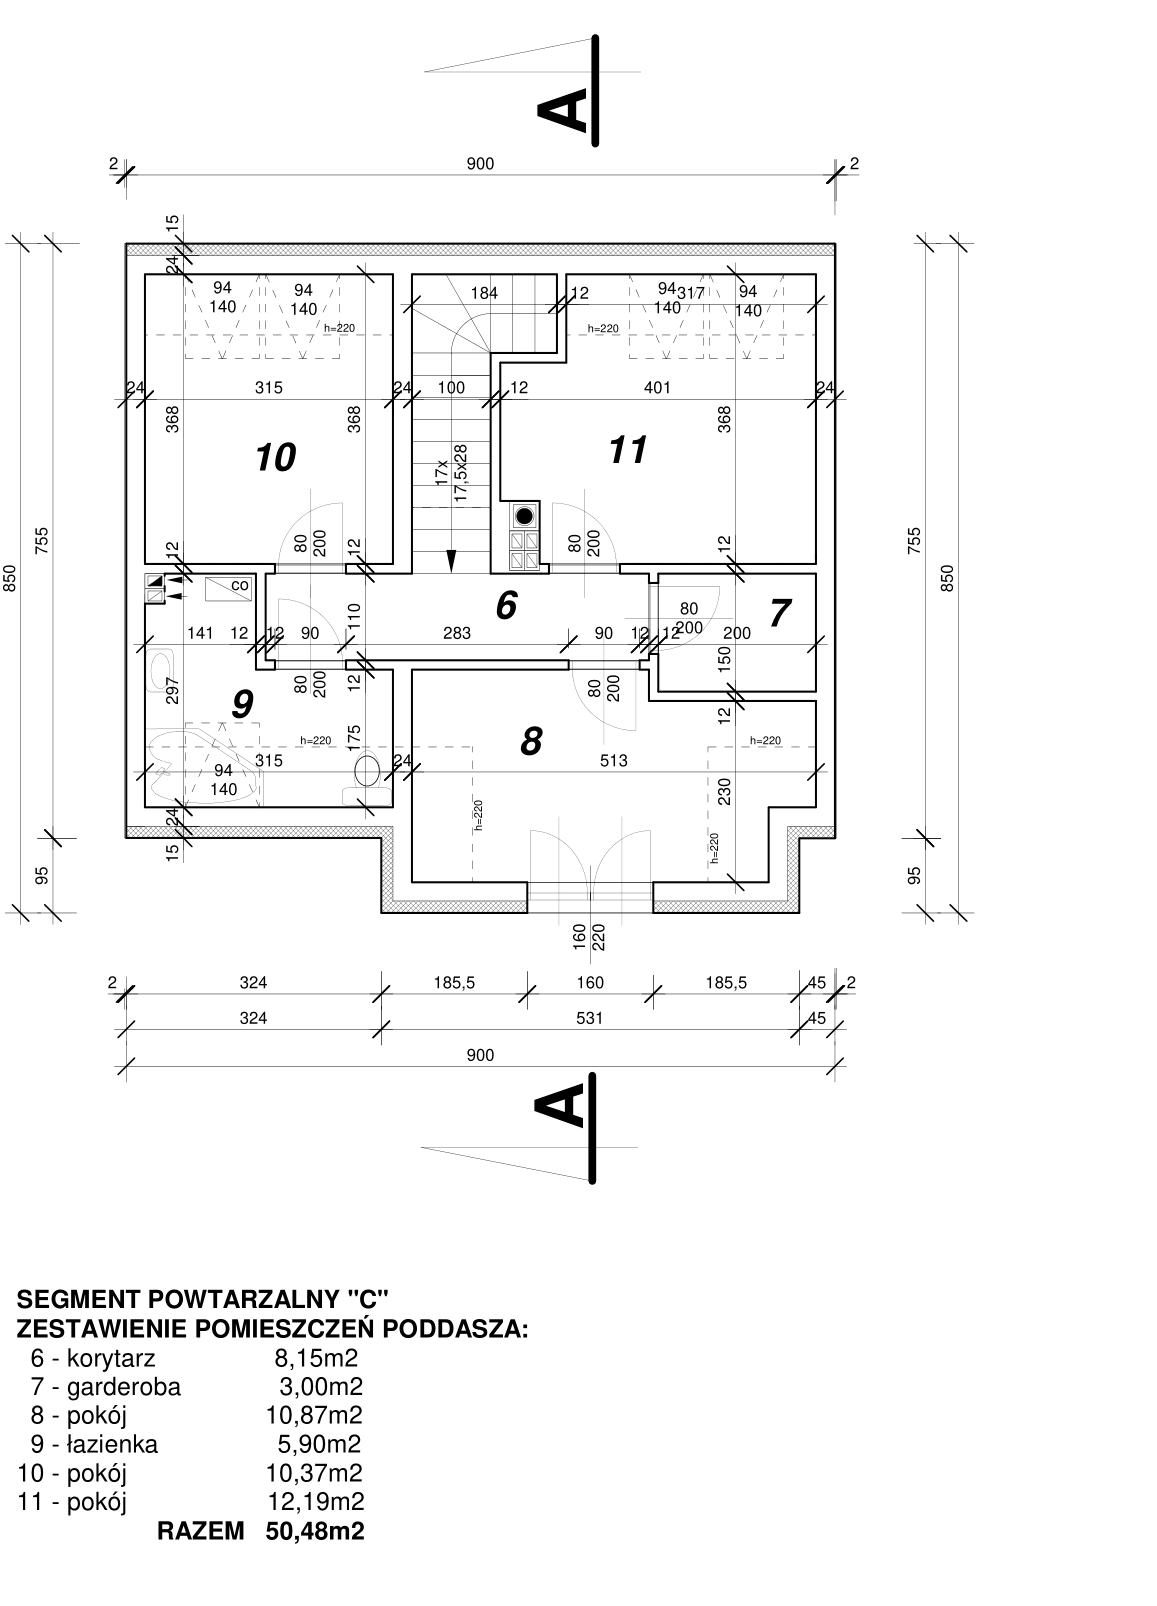 A
2 900 2
15
24
94 140
94 140
184
12
94 140
317
94 140
h=220
h=220
24 315 24 100 12 401 24
368
368
368
10
11
17x 17,5x28
755
850
755
850
80 200
80 200
12
12
12
co
6
7
110
80 200
141 12 12 90 283 90 12 12 200
297
80 200
12
80 200
150
12
9
8
175
h=220
h=220
94 140
315 24 513
230
h=220
h=220
24
15
95
95
160 220
2 324 185,5 160 185,5 45 2
324 531 45
900
A
SEGMENT POWTARZALNY "C"
ZESTAWIENIE POMIESZCZEŃ PODDASZA:
6 - korytarz 8,15m2
7 - garderoba 3,00m2
8 - pokój 10,87m2
9 - łazienka 5,90m2
10 - pokój 10,37m2
11 - pokój 12,19m2
RAZEM 50,48m2